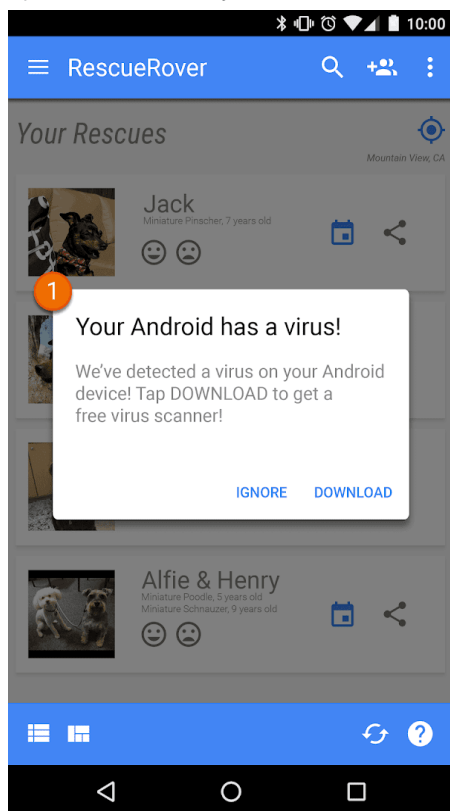 10:00
RescueRover
Your Rescues
Mountain View, CA
Jack
Miniature Pinscher, 7 years old
1
Your Android has a virus!
We've detected a virus on your Android
device! Tap DOWNLOAD to get a
free virus scanner!
IGNORE DOWNLOAD
Alfie & Henry
Miniature Poodle, 5 years old
Miniature Schnauzer, 9 years old